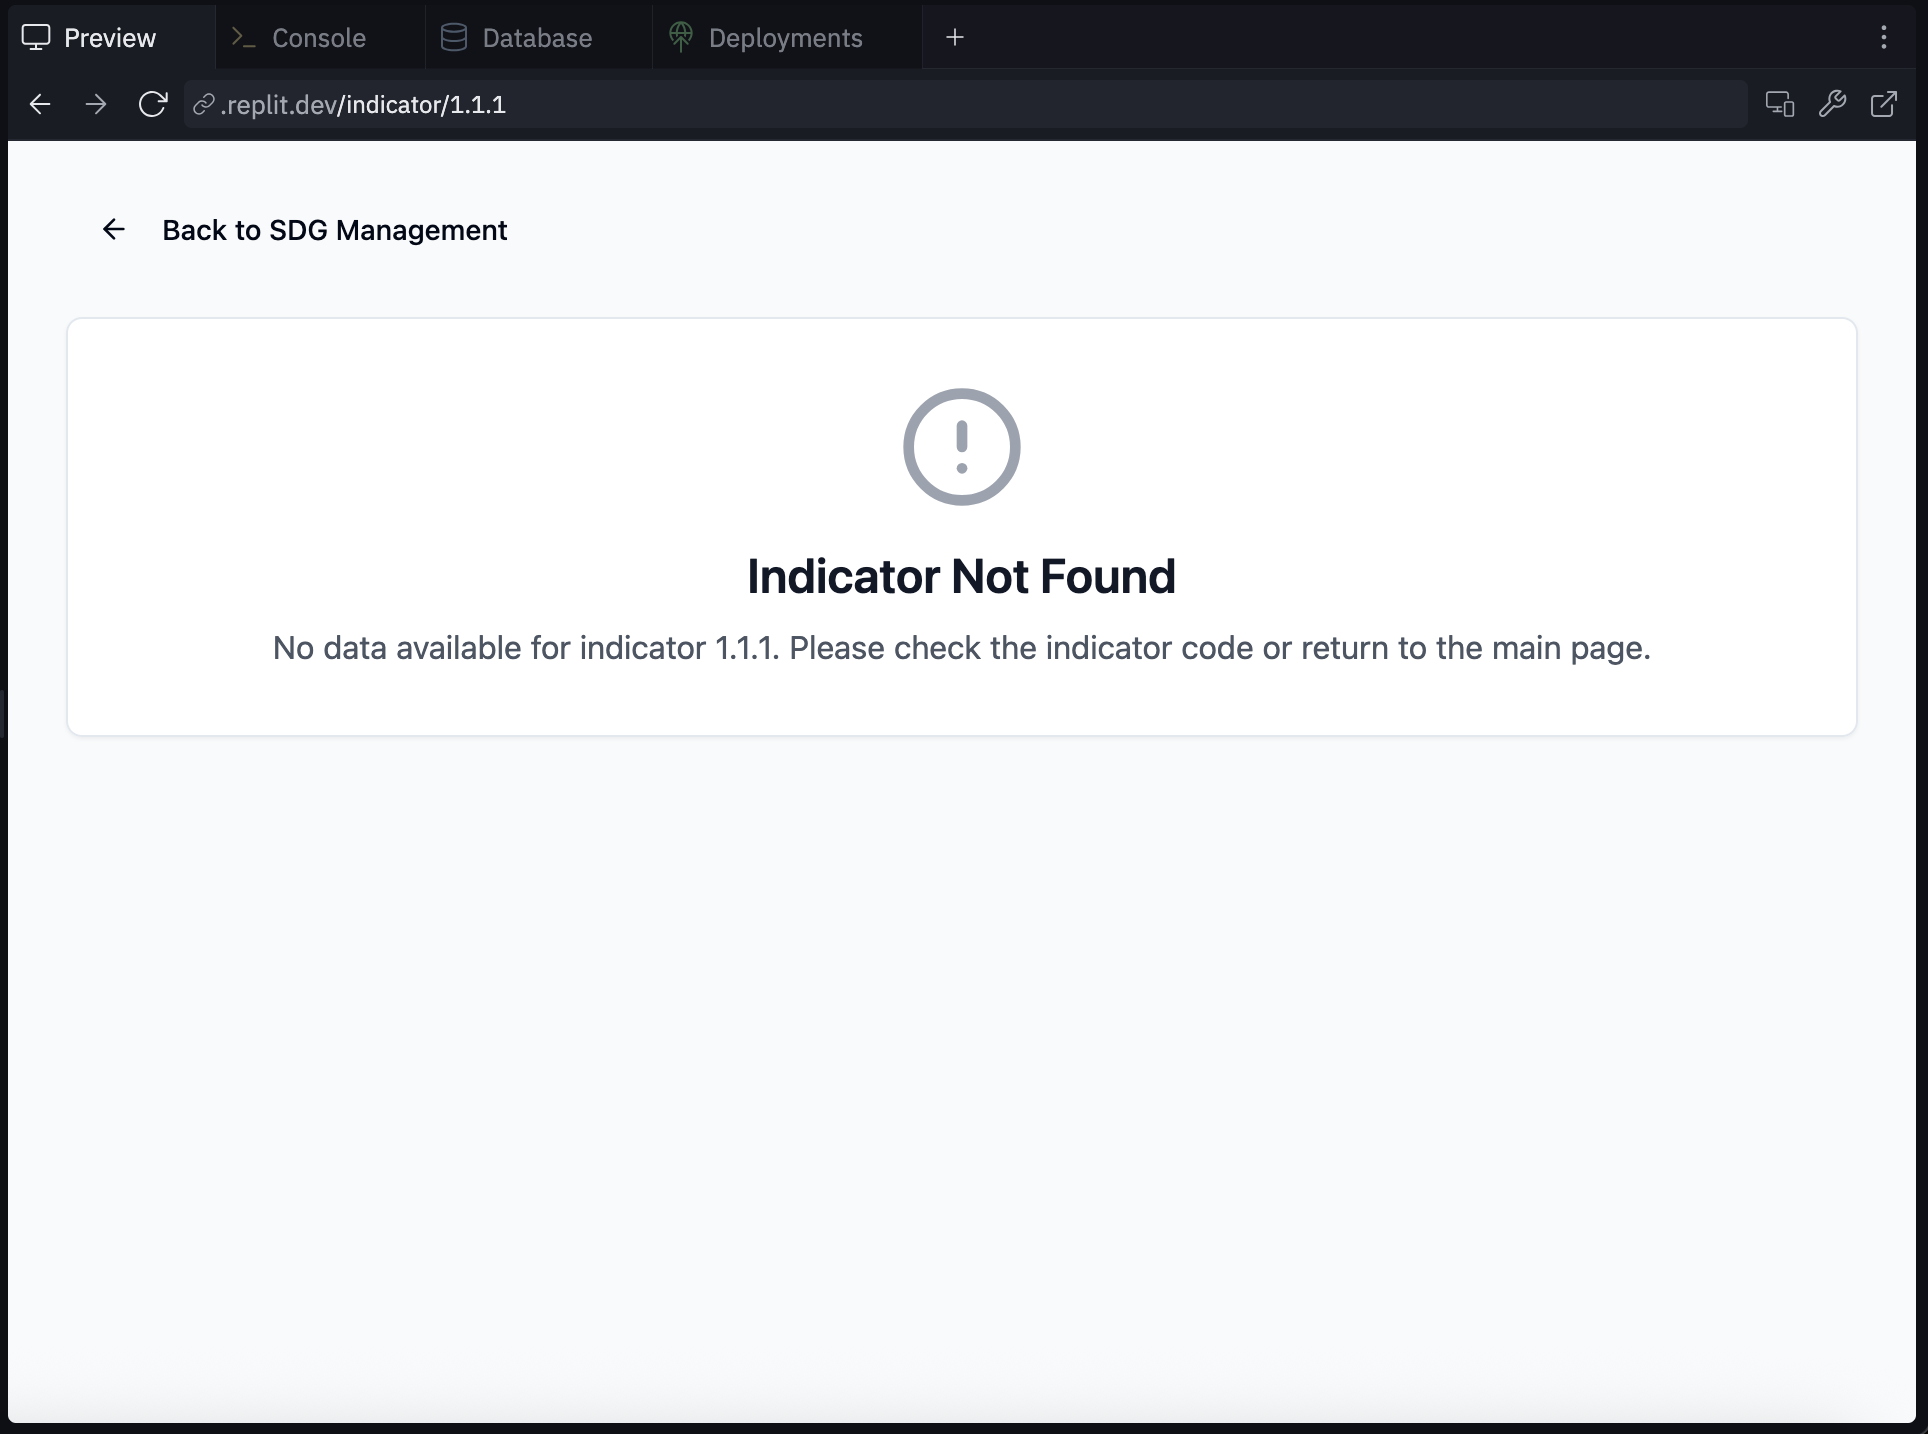 Preview
Console
Database
Deployments
.replit.dev/indicator/1.1.1
Back to SDG Management
Indicator Not Found
No data available for indicator 1.1.1. Please check the indicator code or return to the main page.